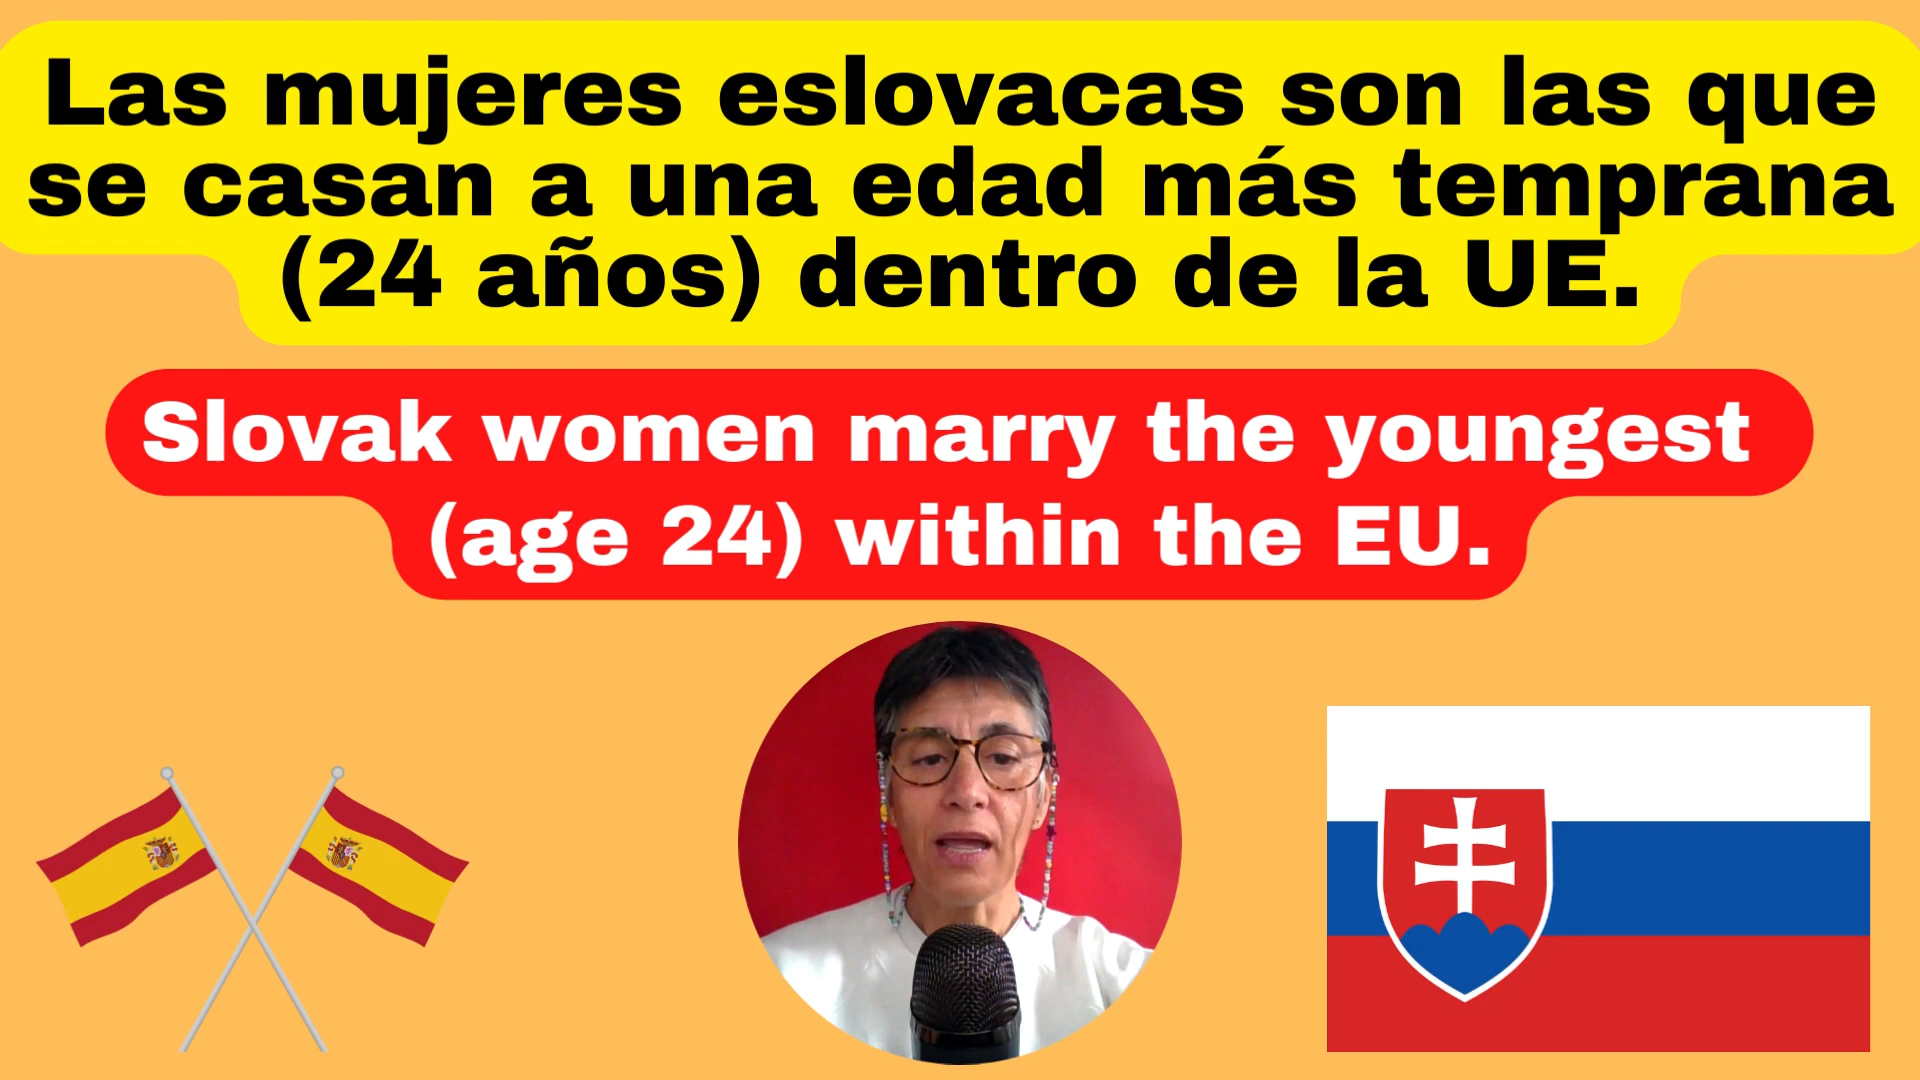 Las mujeres eslovacas son las que
se casan a una edad más temprana
(24 años) dentro de la UE.
Slovak women marry the youngest
(age 24) within the EU.